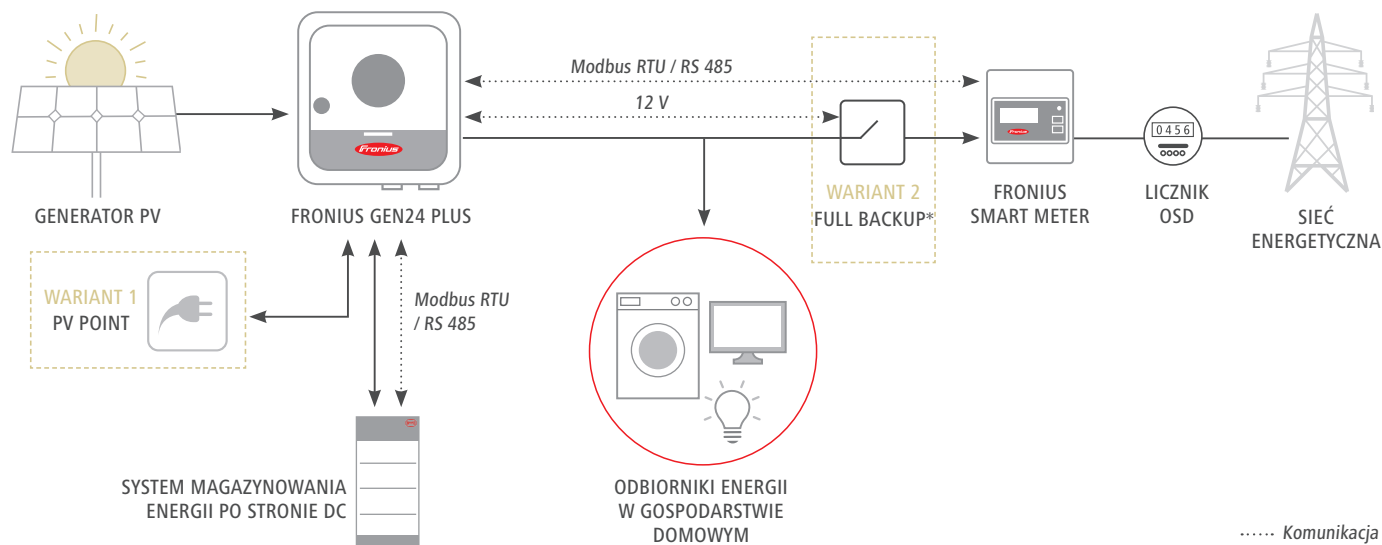 Modbus RTU / RS 485
12 V
Fronius
Fronius
0456
GENERATOR PV
FRONIUS GEN24 PLUS
WARIANT 2
FULL BACKUP*
FRONIUS
SMART METER
LICZNIK
OSD
SIEĆ
ENERGETYCZNA
WARIANT 1
PV POINT
Modbus RTU
/ RS 485
SYSTEM MAGAZYNOWANIA
ENERGII PO STRONIE DC
ODBIORNIKI ENERGII
W GOSPODARSTWIE
DOMOWYM
Komunikacja